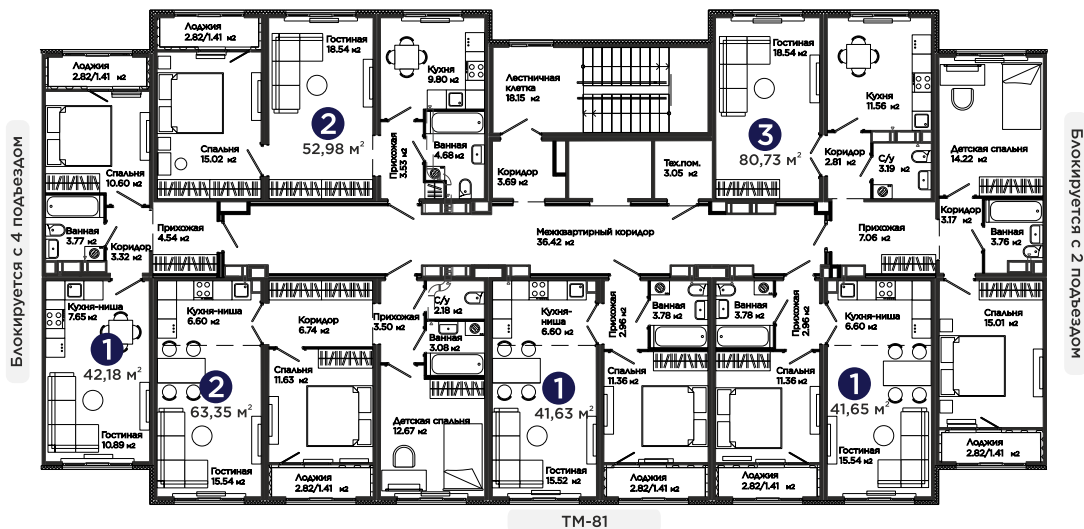 Лоджия
2.82/1.41 м2
Гостиная
18.54 м2
Кухня
9.80 м2
Лестничная
клетка
18.15 м2
Гостиная
18.54 м2
Кухня
11.56 м2
Лоджия
2.82/1.41 м2
Детская спальня
14.22 м2
Спальня
15.02 м2
2
52,98 м2
Прихожая
3.53 м2
Ванная
4.68 м2
Коридор
3.69 м2
Тех.пом.
3.05 м2
3
80,73 м2
Коридор
2.81 м2
С/у
3.19 м2
Спальня
10.60 м2
Ванная
3.77 м2
Коридор
3.32 м2
Прихожая
4.54 м2
Межквартирный коридор
36.42 м2
Прихожая
7.06 м2
Коридор
3.17 м2
Ванная
3.76 м2
Блокируется с 4 подъездом
Блокируется с 2 подъездом
Кухня-ниша
7.65 м2
1
42,18 м2
Гостиная
10.89 м2
Кухня-ниша
6.60 м2
2
63,35 м2
Гостиная
15.54 м2
Коридор
6.74 м2
Спальня
11.63 м2
Лоджия
2.82/1.41 м2
Прихожая
3.50 м2
С/у
2.18 м2
Ванная
3.08 м2
Детская спальня
12.67 м2
Кухня-
ниша
6.60 м2
1
41,63 м2
Гостиная
15.52 м2
Прихожая
2.96 м2
Ванная
3.78 м2
Спальня
11.36 м2
Лоджия
2.82/1.41 м2
Ванная
3.78 м2
Прихожая
2.96 м2
Спальня
11.36 м2
Лоджия
2.82/1.41 м2
Кухня-ниша
6.60 м2
1
41,65 м2
Гостиная
15.54 м2
Спальня
15.01 м2
Лоджия
2.82/1.41 м2
ТМ-81